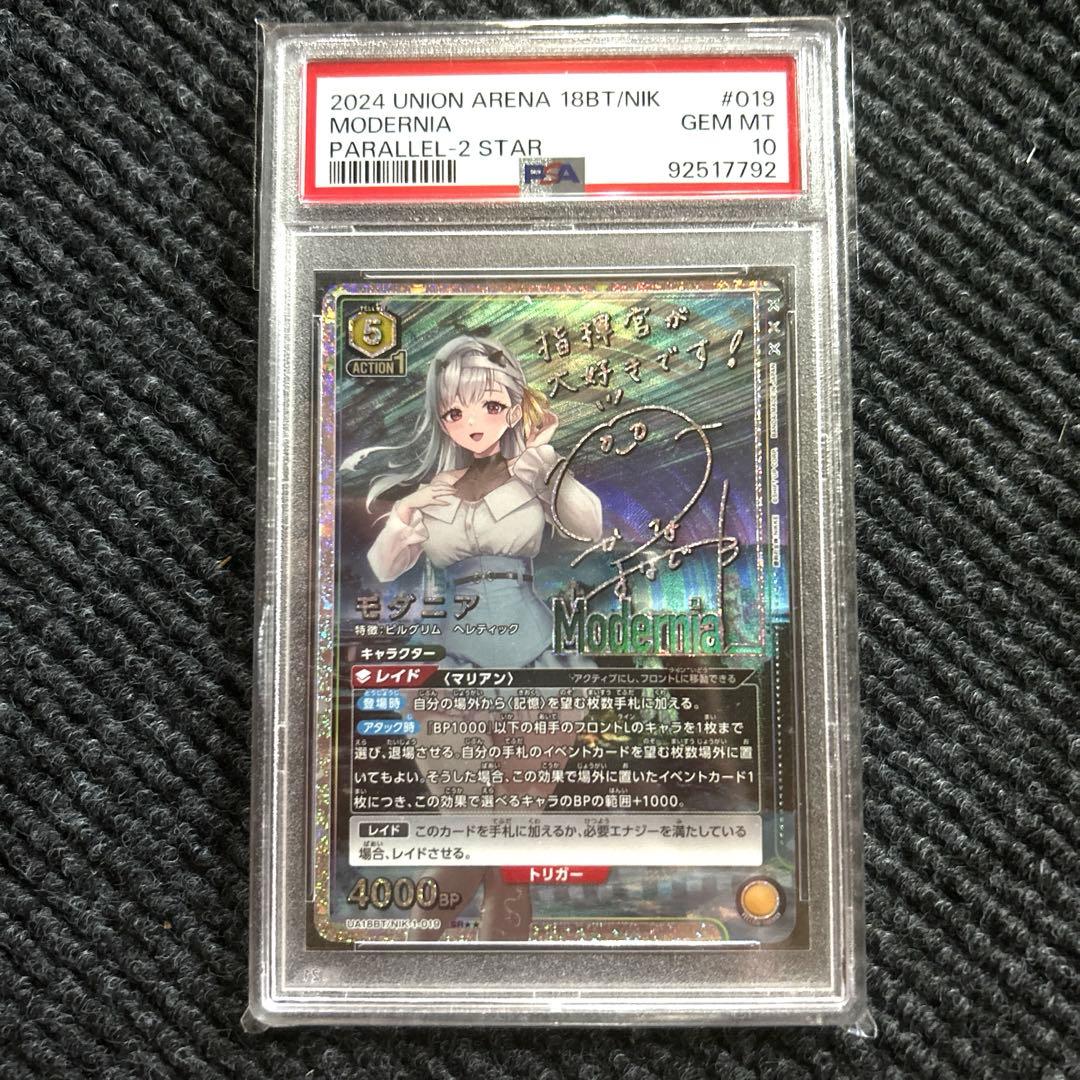 2024 UNION ARENA 18BT/NIK #019
MODERNIA GEM MT
PARALLEL-2 STAR 10
PSA 92517792
5
ACTION 1
指揮官が
大好きです!
モダニア
特徴:ピルグリム ヘレティック
Modernia
キャラクター
レイド 〈マリアン〉 アクティブにし、フロントLに移動できる
登場時 自分の場外から〈記憶〉を望む枚数手札に加える。
アタック時 「BP1000」以下の相手のフロントLのキャラを1枚まで
選び、退場させる。自分の手札のイベントカードを望む枚数場外に置
いてもよい。そうした場合、この効果で場外に置いたイベントカード1
枚につき、この効果で選べるキャラのBPの範囲+1000。
レイド このカードを手札に加えるか、必要エナジーを満たしている
場合、レイドさせる。
トリガー
4000BP
UA18BT/NIK-1-019 SR★★